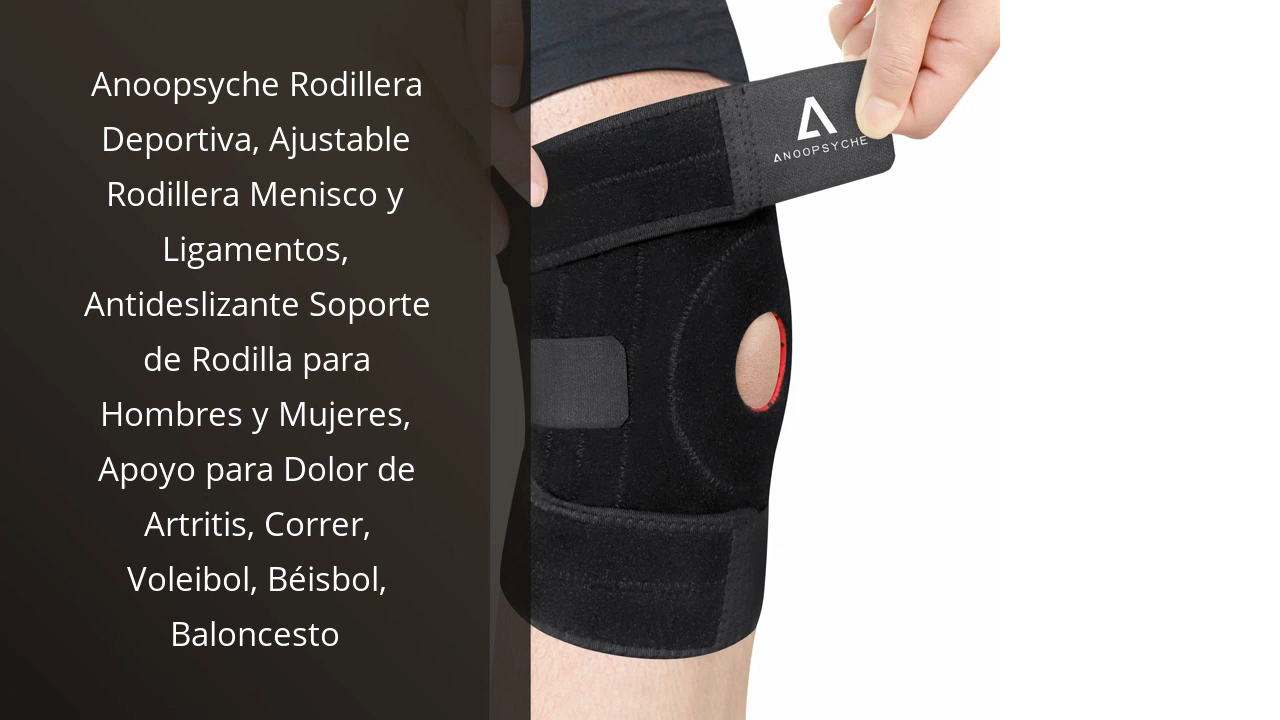 Anoopsyche Rodillera
Deportiva, Ajustable
Rodillera Menisco y
Ligamentos,
Antideslizante Soporte
de Rodilla para
Hombres y Mujeres,
Apoyo para Dolor de
Artritis, Correr,
Voleibol, Béisbol,
Baloncesto
ANOOPSYCHE